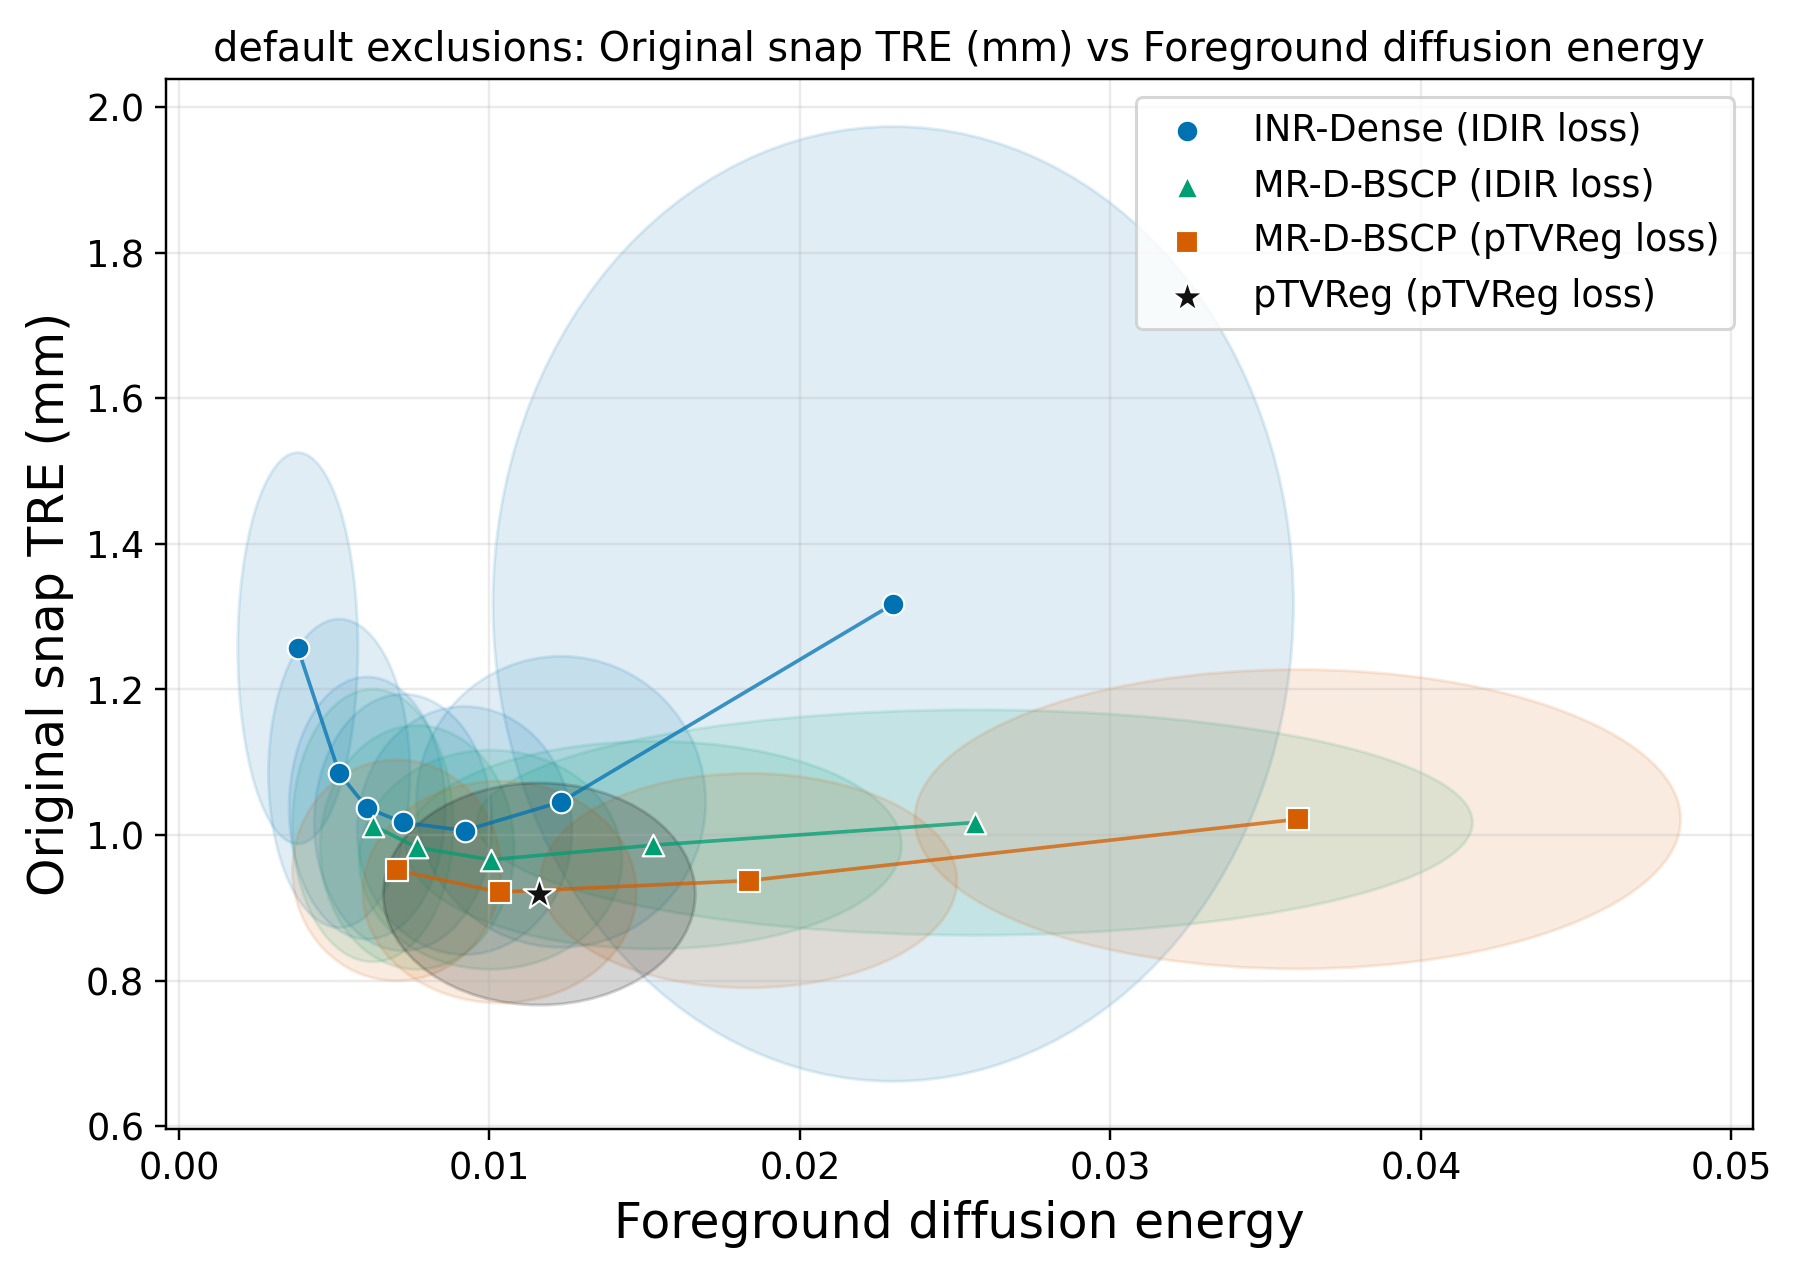 default exclusions: Original snap TRE (mm) vs Foreground diffusion energy
2.0
1.8
1.6
1.4
1.2
1.0
0.8
0.6
Original snap TRE (mm)
INR-Dense (IDIR loss)
MR-D-BSCP (IDIR loss)
MR-D-BSCP (pTVReg loss)
pTVReg (pTVReg loss)
0.00 0.01 0.02 0.03 0.04 0.05
Foreground diffusion energy